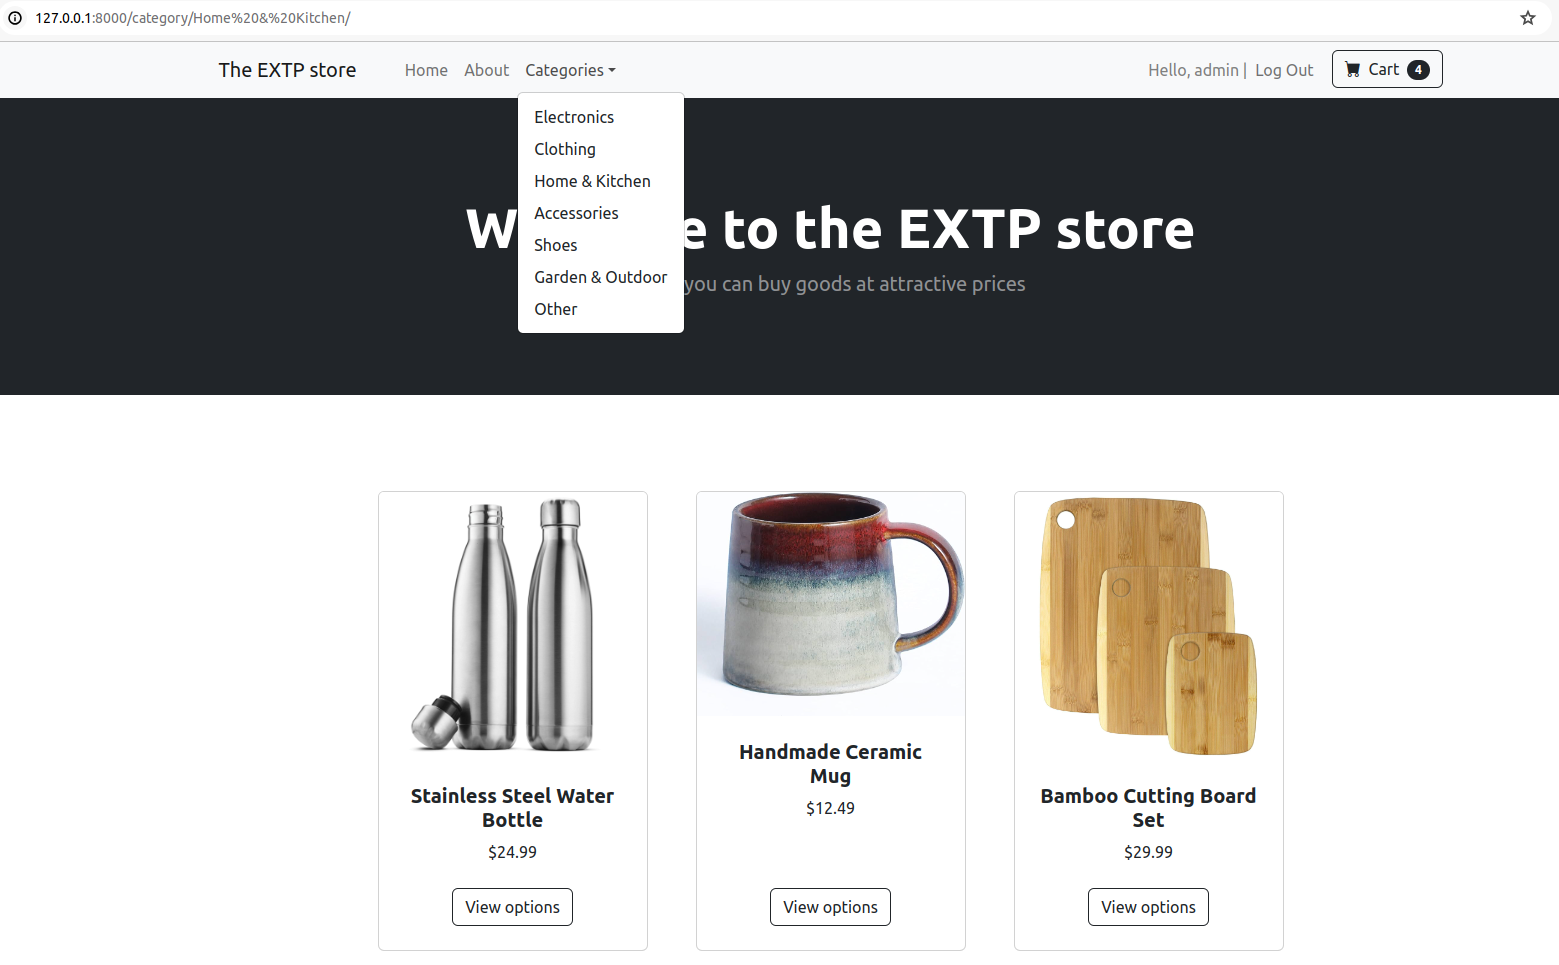 127.0.0.1:8000/category/Home%20&%20Kitchen/
The EXTP store Home About Categories Hello, admin | Log Out Cart 4
Electronics
Clothing
Home & Kitchen
Accessories
Shoes
Garden & Outdoor
Other
W e to the EXTP store
you can buy goods at attractive prices
Stainless Steel Water
Bottle
$24.99
View options
Handmade Ceramic
Mug
$12.49
View options
Bamboo Cutting Board
Set
$29.99
View options